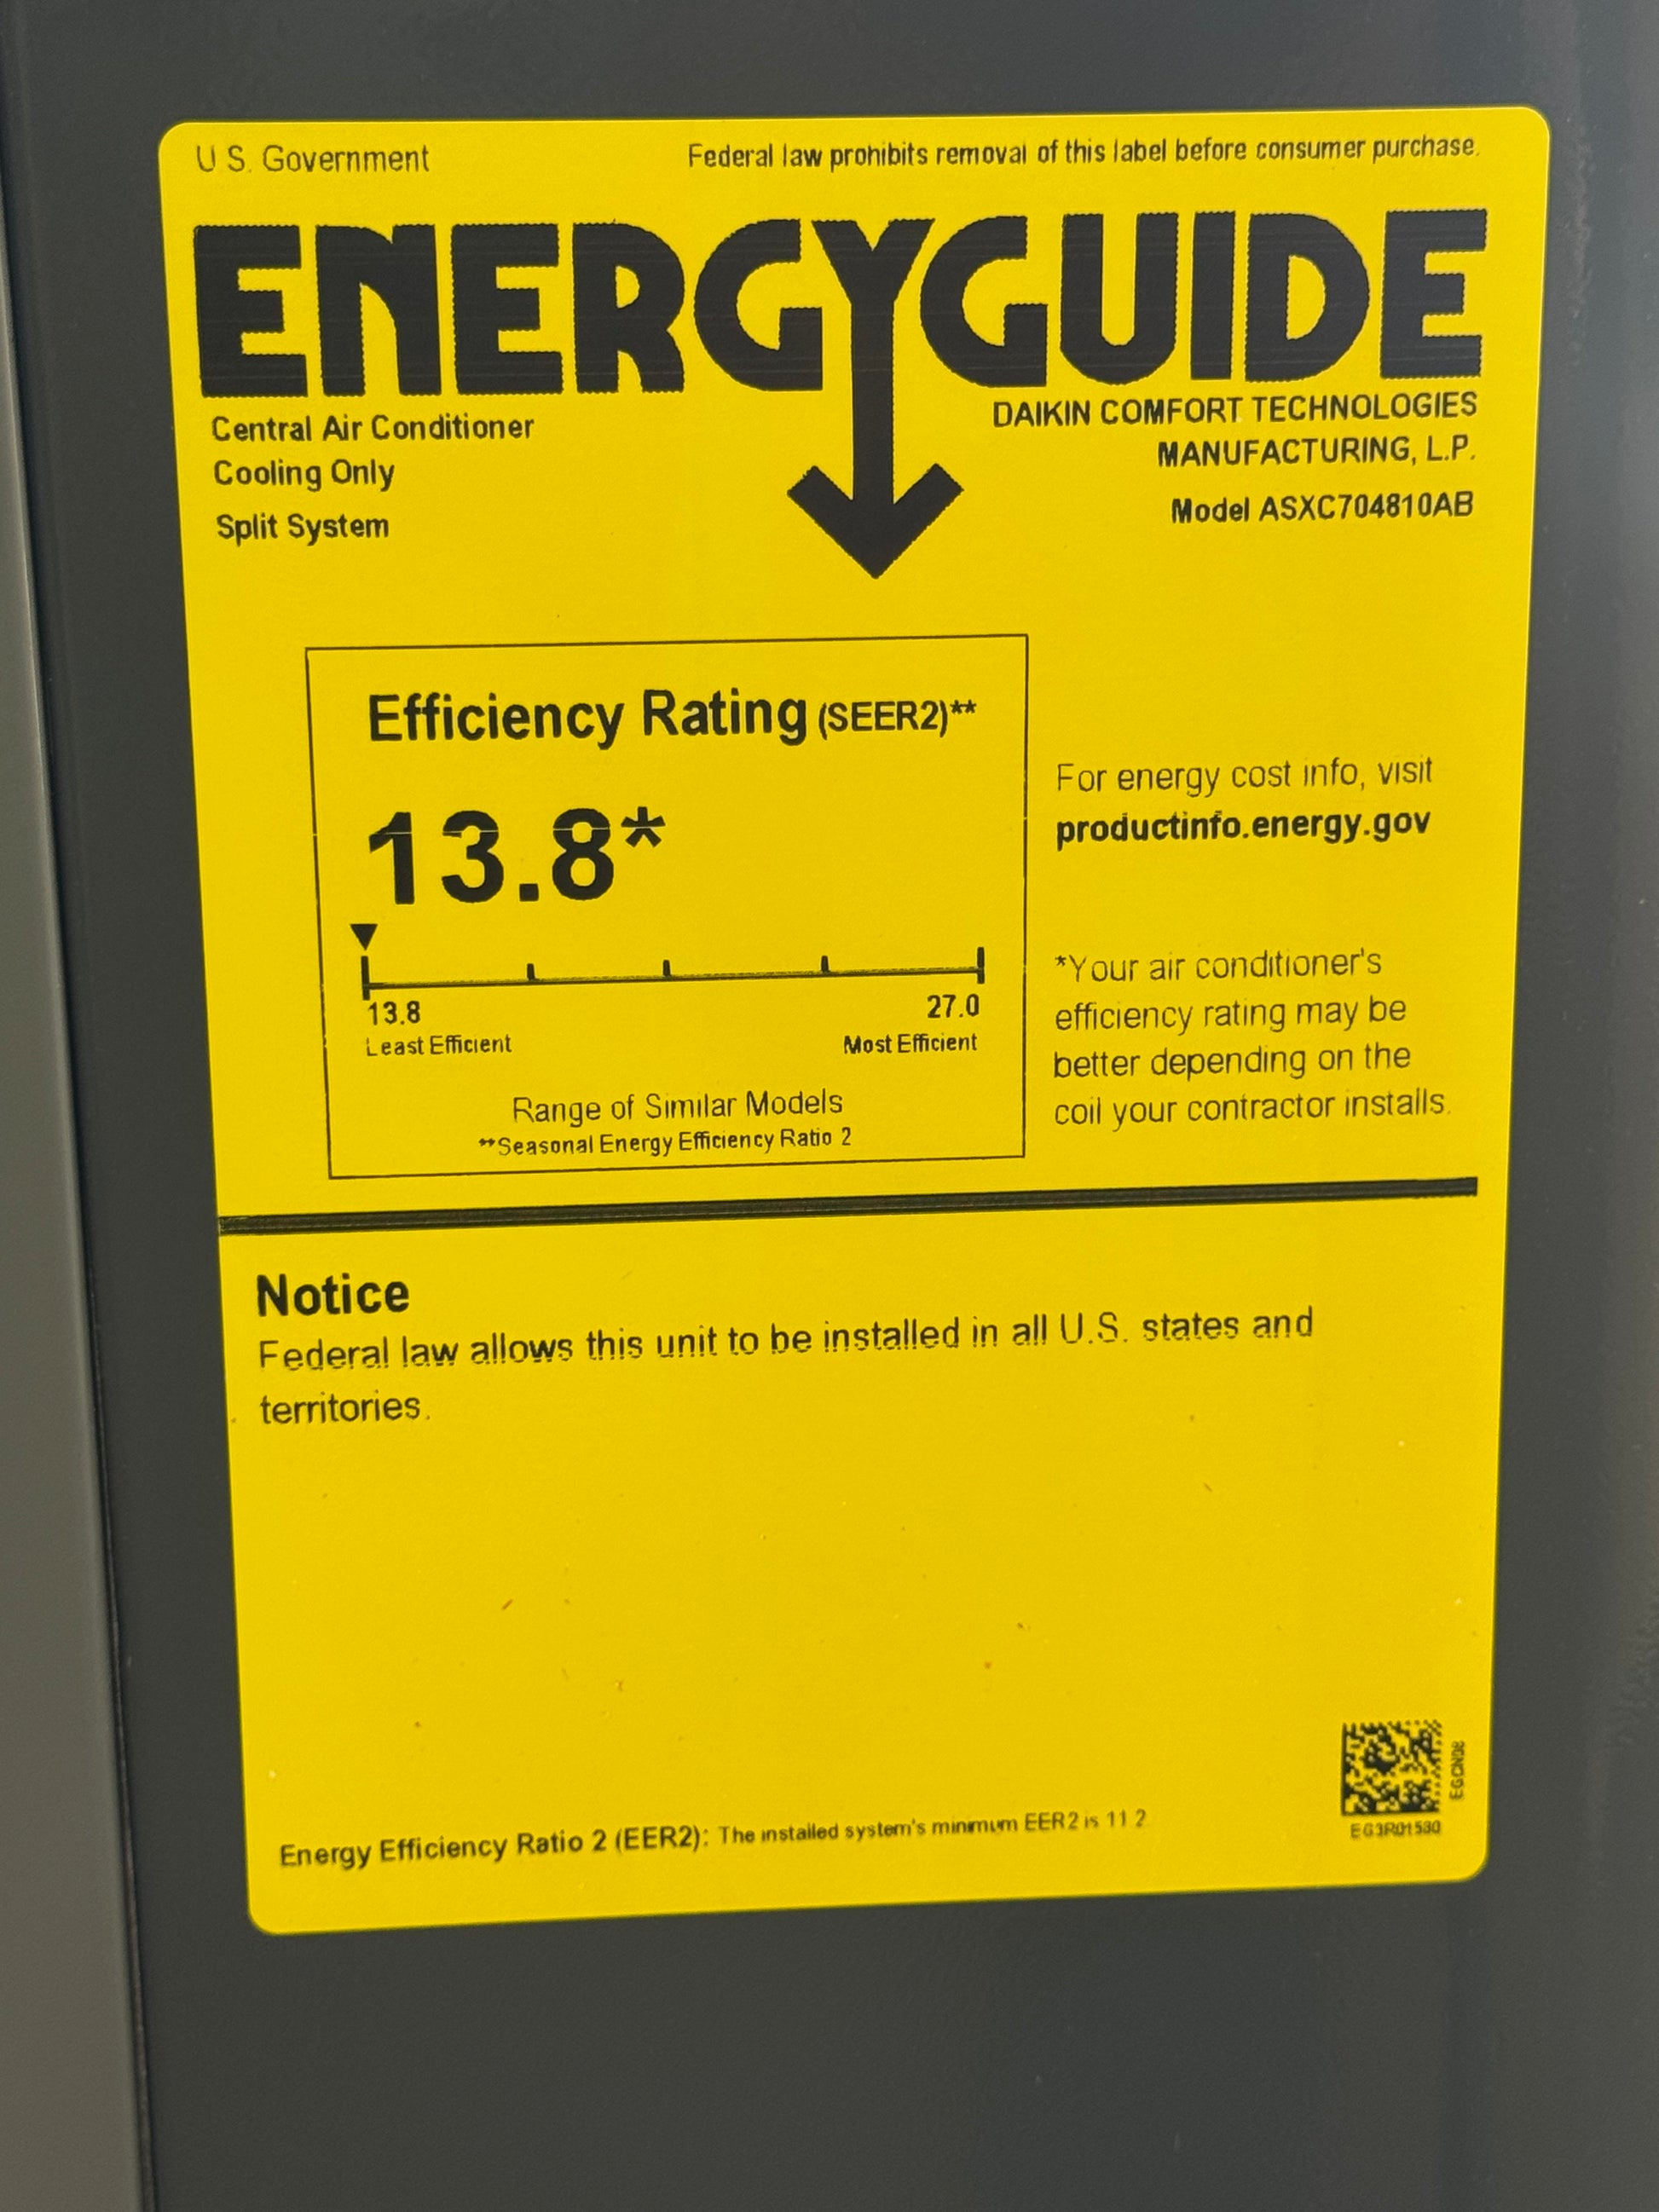 U.S. Government
Federal law prohibits removal of this label before consumer purchase.
ENERGYGUIDE
Central Air Conditioner
Cooling Only
Split System
DAIKIN COMFORT TECHNOLOGIES
MANUFACTURING, L.P.
Model ASXC704810AB
Efficiency Rating (SEER2)**
13.8*
13.8
27.0
Least Efficient
Most Efficient
Range of Similar Models
**Seasonal Energy Efficiency Ratio 2
For energy cost info, visit
productinfo.energy.gov
*Your air conditioner's
efficiency rating may be
better depending on the
coil your contractor installs.
Notice
Federal law allows this unit to be installed in all U.S. states and
territories.
Energy Efficiency Ratio 2 (EER2): The installed system's minimum EER2 is 11.2
EG3R01580